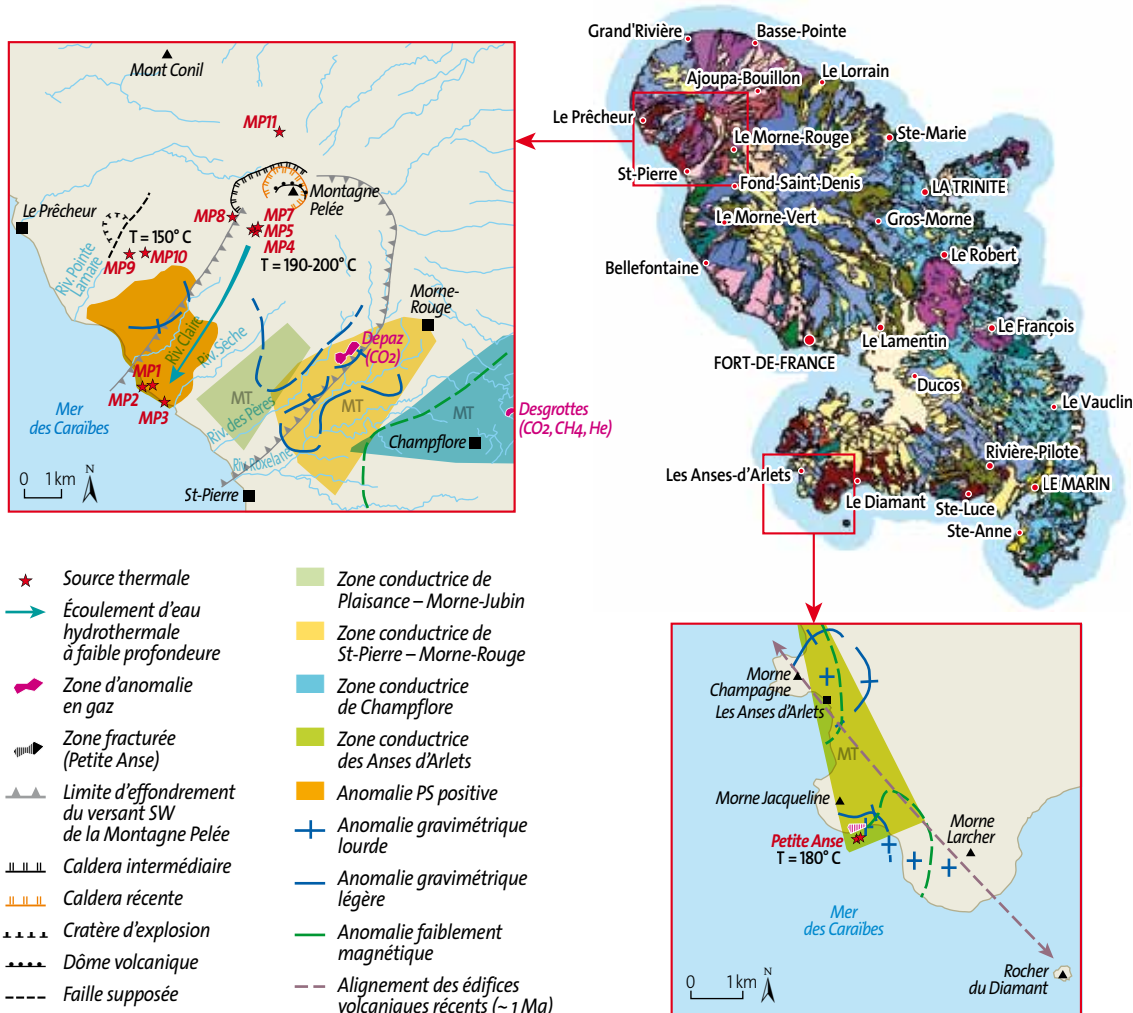 Mont Conil
MP11
Montagne
Pelée
Le Prêcheur
MP8
MP7
MP5
MP4
T = 150° C
T = 190-200° C
MP9
MP10
Riv. Pointe
Lamare
Riv. Claire
Riv. Sèche
Morne-
Rouge
Depaz
(CO2)
MP1
MP2
MP3
MT
MT
MT
Riv. des Pères
Riv. Roxelane
Mer
des Caraïbes
Desgrottes
(CO2, CH4, He)
Champflore
St-Pierre
0 1km
N
Grand'Rivière
Basse-Pointe
Ajoupa-Bouillon
Le Lorrain
Le Prêcheur
Le Morne-Rouge
Ste-Marie
St-Pierre
Fond-Saint-Denis
LA TRINITE
Le Morne-Vert
Gros-Morne
Bellefontaine
Le Robert
Le Lamentin
Le François
FORT-DE-FRANCE
Ducos
Le Vauclin
Rivière-Pilote
Les Anses-d'Arlets
Le Diamant
LE MARIN
Ste-Luce
Ste-Anne
Source thermale
Écoulement d'eau
hydrothermale
à faible profondeure
Zone d'anomalie
en gaz
Zone fracturée
(Petite Anse)
Limite d'effondrement
du versant SW
de la Montagne Pelée
Caldera intermédiaire
Caldera récente
Cratère d'explosion
Dôme volcanique
Faille supposée
Zone conductrice de
Plaisance – Morne-Jubin
Zone conductrice de
St-Pierre – Morne-Rouge
Zone conductrice
de Champflore
Zone conductrice
des Anses d'Arlets
Anomalie PS positive
Anomalie gravimétrique
lourde
Anomalie gravimétrique
légère
Anomalie faiblement
magnétique
Alignement des édifices
volcaniques récents (~ 1 Ma)
Morne
Champagne
Les Anses d'Arlets
MT
Morne Jacqueline
Petite Anse
T = 180° C
Morne
Larcher
Mer
des Caraïbes
0 1km
N
Rocher
du Diamant